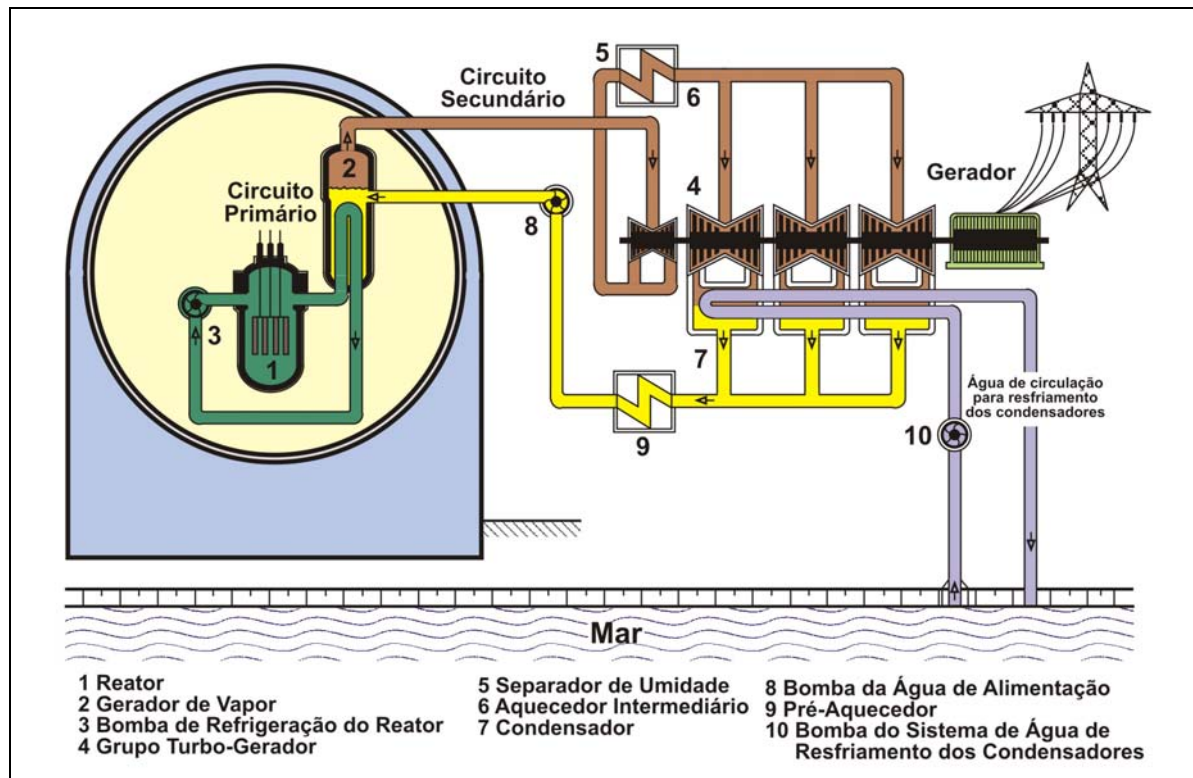 5
Circuito
Secundário
6
2
Circuito
Primário
4
Gerador
8
3
1
7
Água de circulação
para resfriamento
dos condensadores
10
9
Mar
1 Reator
2 Gerador de Vapor
3 Bomba de Refrigeração do Reator
4 Grupo Turbo-Gerador
5 Separador de Umidade
6 Aquecedor Intermediário
7 Condensador
8 Bomba da Água de Alimentação
9 Pré-Aquecedor
10 Bomba do Sistema de Água de
Resfriamento dos Condensadores